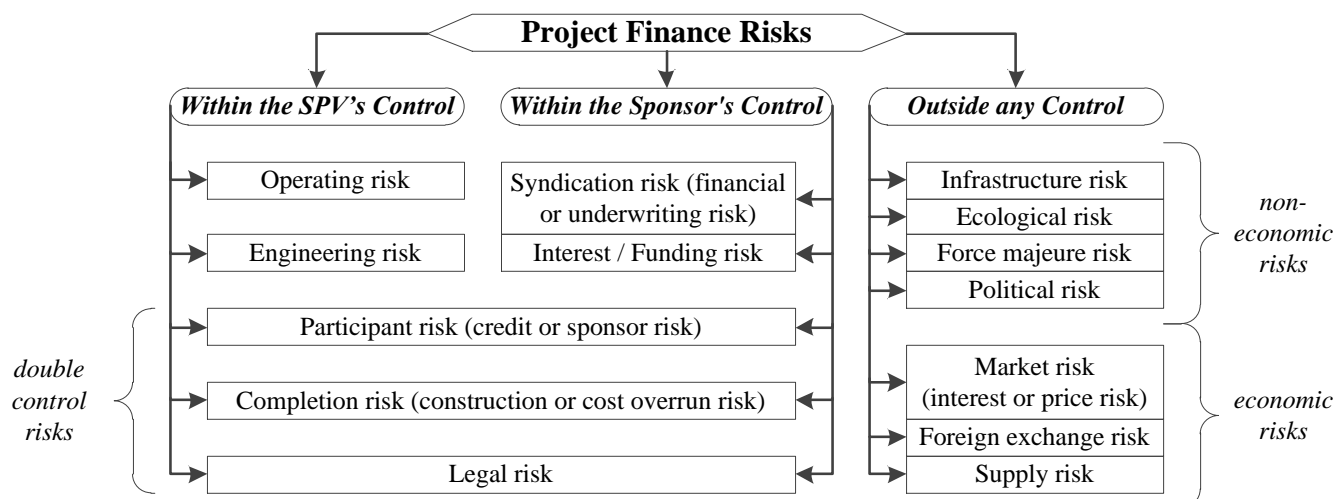 Project Finance Risks
Within the SPV's Control
Within the Sponsor's Control
Outside any Control
Operating risk
Engineering risk
Syndication risk (financial
or underwriting risk)
Interest / Funding risk
Participant risk (credit or sponsor risk)
Completion risk (construction or cost overrun risk)
Legal risk
double
control
risks
Infrastructure risk
Ecological risk
Force majeure risk
Political risk
non-
economic
risks
Market risk
(interest or price risk)
Foreign exchange risk
Supply risk
economic
risks